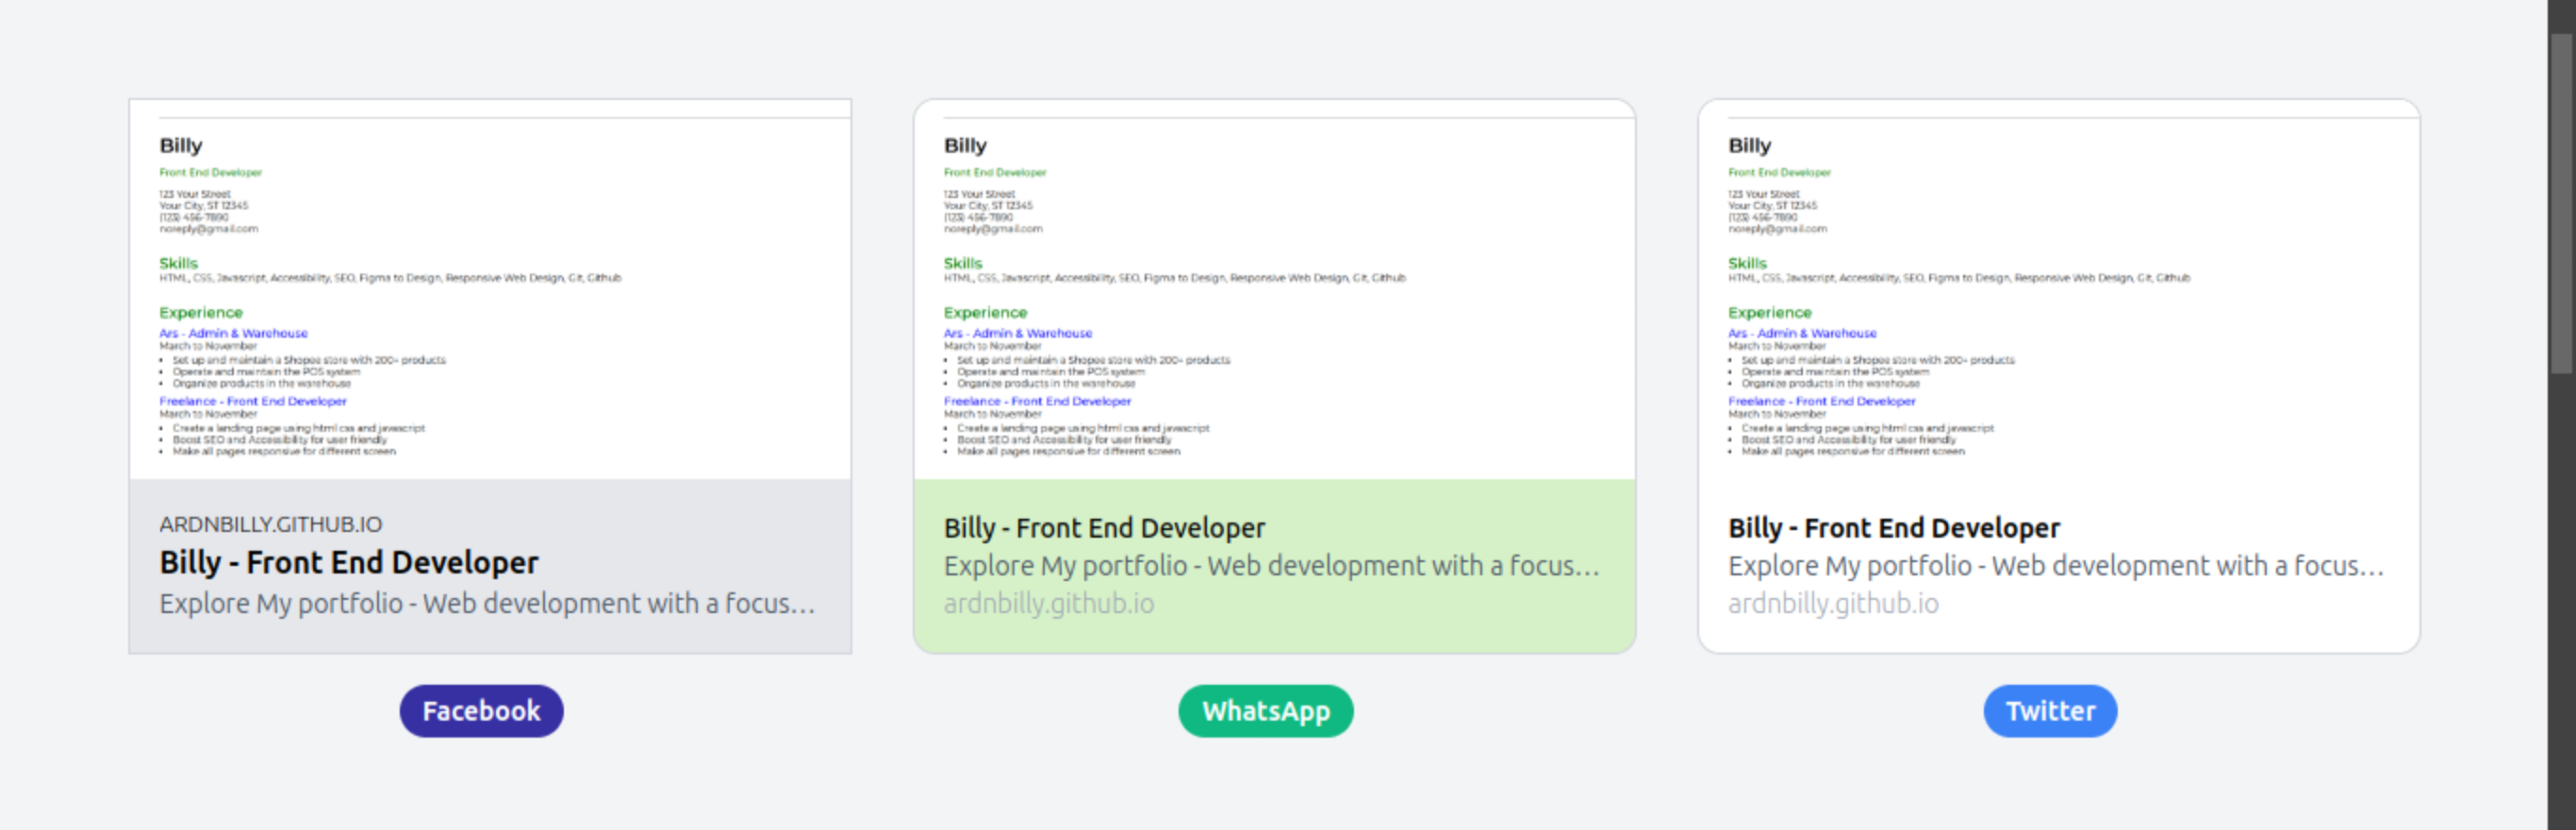 Billy
Front End Developer
123 Your Street
Your City, ST 12345
(123) 456-7890
noreply@gmail.com
Skills
HTML, CSS, Javascript, Accessibility, SEO, Figma to Design, Responsive Web Design, Git, Github
Experience
Ars - Admin & Warehouse
March to November
• Set up and maintain a Shopee store with 200+ products
• Operate and maintain the POS system
• Organize products in the warehouse
Freelance - Front End Developer
March to November
• Create a landing page using html css and javascript
• Boost SEO and Accessibility for user friendly
• Make all pages responsive for different screen
ARDNBILLY.GITHUB.IO
Billy - Front End Developer
Explore My portfolio - Web development with a focus...
Facebook
Billy
Front End Developer
123 Your Street
Your City, ST 12345
(123) 456-7890
noreply@gmail.com
Skills
HTML, CSS, Javascript, Accessibility, SEO, Figma to Design, Responsive Web Design, Git, Github
Experience
Ars - Admin & Warehouse
March to November
• Set up and maintain a Shopee store with 200+ products
• Operate and maintain the POS system
• Organize products in the warehouse
Freelance - Front End Developer
March to November
• Create a landing page using html css and javascript
• Boost SEO and Accessibility for user friendly
• Make all pages responsive for different screen
Billy - Front End Developer
Explore My portfolio - Web development with a focus...
ardnbilly.github.io
WhatsApp
Billy
Front End Developer
123 Your Street
Your City, ST 12345
(123) 456-7890
noreply@gmail.com
Skills
HTML, CSS, Javascript, Accessibility, SEO, Figma to Design, Responsive Web Design, Git, Github
Experience
Ars - Admin & Warehouse
March to November
• Set up and maintain a Shopee store with 200+ products
• Operate and maintain the POS system
• Organize products in the warehouse
Freelance - Front End Developer
March to November
• Create a landing page using html css and javascript
• Boost SEO and Accessibility for user friendly
• Make all pages responsive for different screen
Billy - Front End Developer
Explore My portfolio - Web development with a focus...
ardnbilly.github.io
Twitter